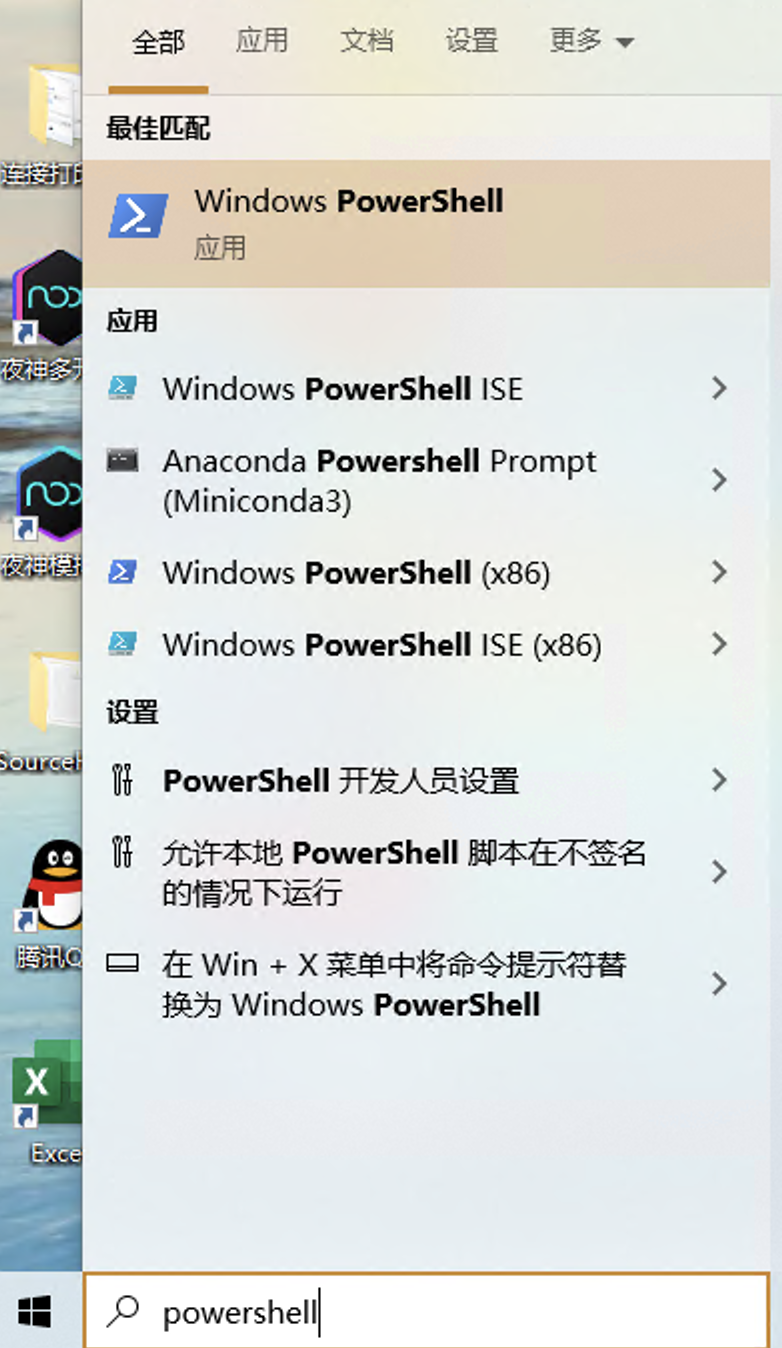 全部 应用 文档 设置 更多
最佳匹配
Windows PowerShell
应用
应用
Windows PowerShell ISE
Anaconda Powershell Prompt
(Miniconda3)
Windows PowerShell (x86)
Windows PowerShell ISE (x86)
设置
PowerShell 开发人员设置
允许本地 PowerShell 脚本在不签名
的情况下运行
在 Win + X 菜单中将命令提示符替
换为 Windows PowerShell
powershell
连接打印
nox
夜神多开
nox
夜神模拟
Source
腾讯Q
X
Exce